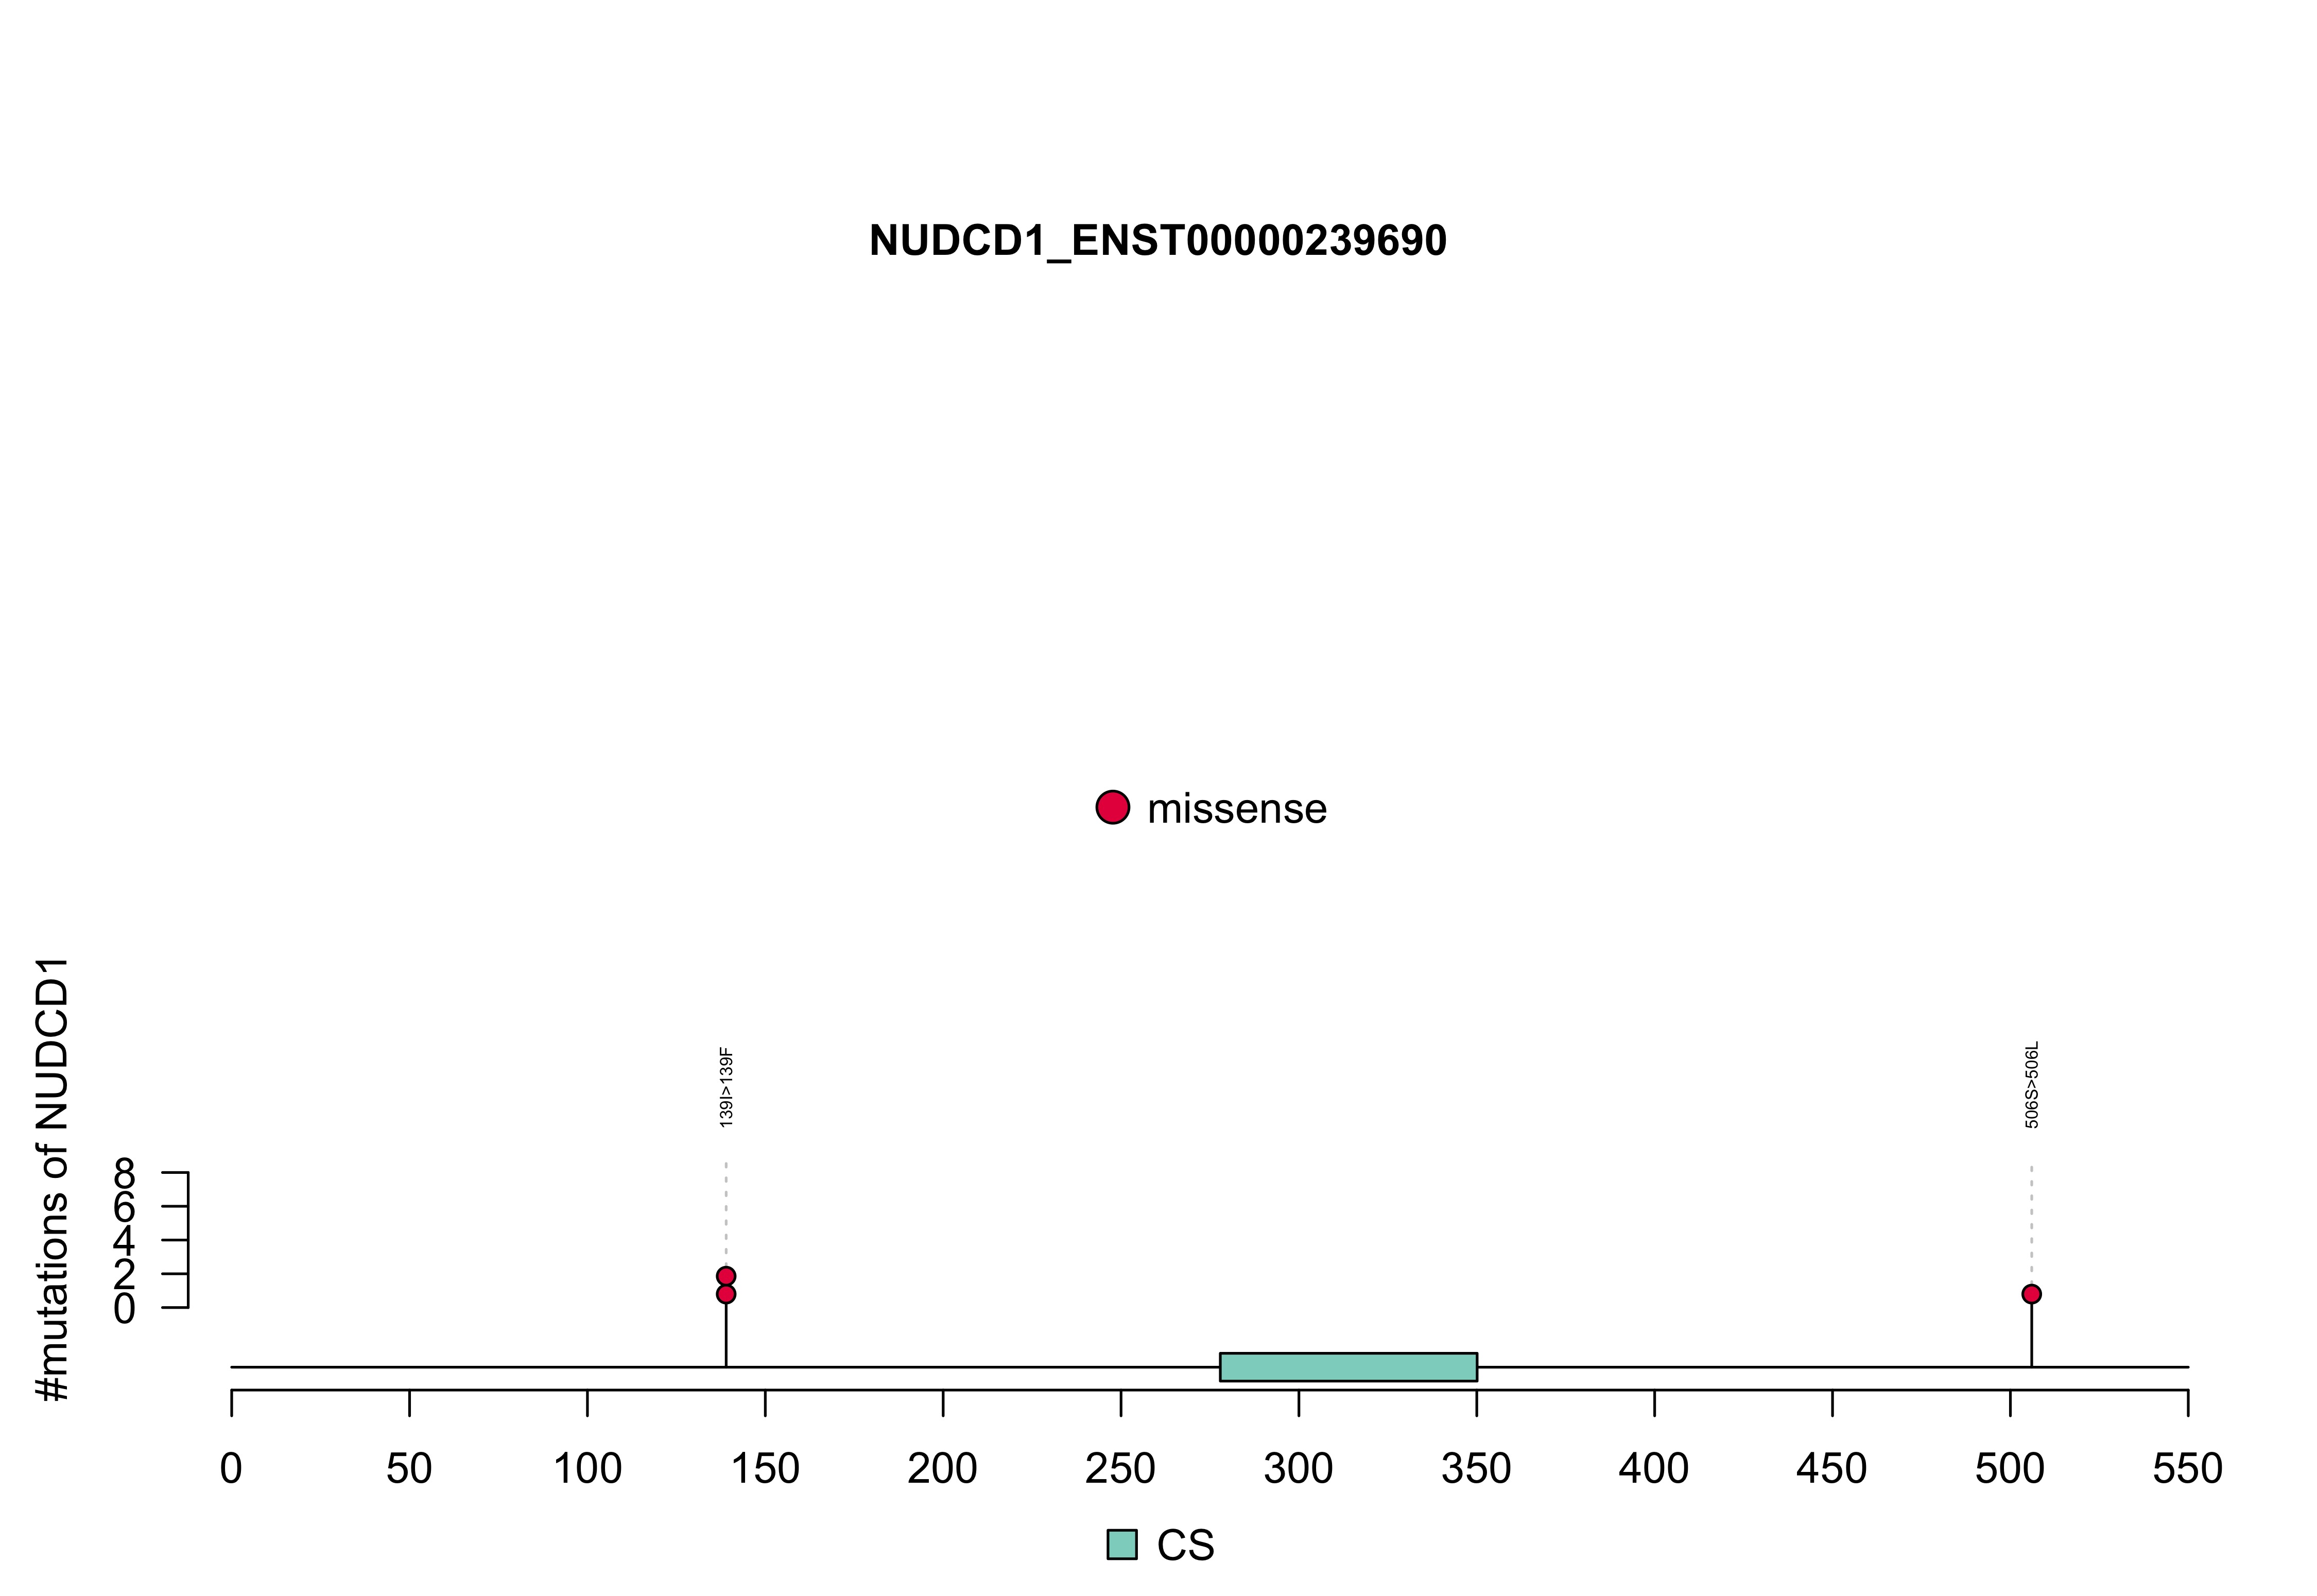 NUDCD1_ENST00000239690
missense
#mutations of NUDCD1
139I>139F
506S>506L
8
6
4
2
0
0 50 100 150 200 250 300 350 400 450 500 550
CS